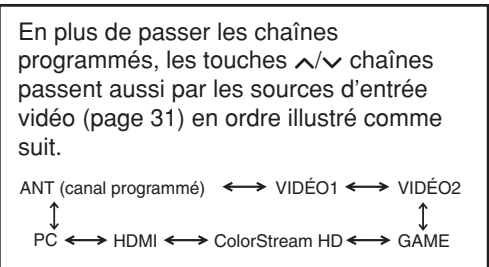 En plus de passer les chaînes
programmés, les touches ∧/∨ chaînes
passent aussi par les sources d'entrée
vidéo (page 31) en ordre illustré comme
suit.
ANT (canal programmé) ⟷ VIDÉO1 ⟷ VIDÉO2
↕ ↕
PC ⟷ HDMI ⟷ ColorStream HD ⟷ GAME